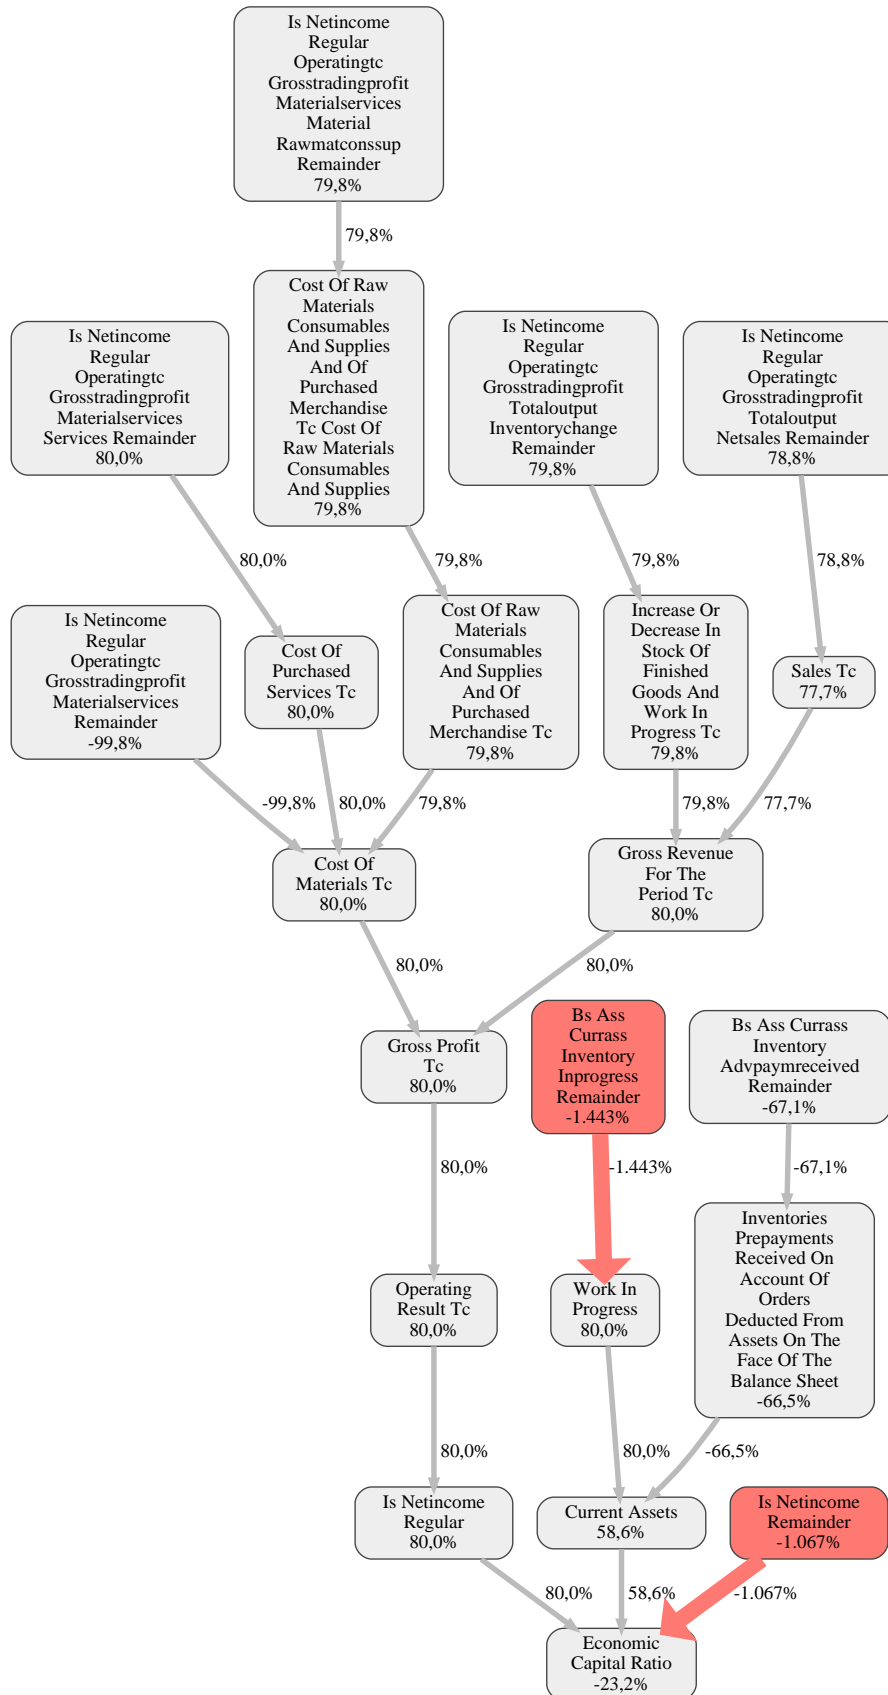 Is Netincome
Regular
Operatingtc
Grosstradingprofit
Materialservices
Material
Rawmatconssup
Remainder
79,8%
79,8%
Is Netincome
Regular
Operatingtc
Grosstradingprofit
Materialservices
Services Remainder
80,0%
Cost Of Raw
Materials
Consumables
And Supplies
And Of
Purchased
Merchandise
Tc Cost Of
Raw Materials
Consumables
And Supplies
79,8%
Is Netincome
Regular
Operatingtc
Grosstradingprofit
Totaloutput
Inventorychange
Remainder
79,8%
Is Netincome
Regular
Operatingtc
Grosstradingprofit
Totaloutput
Netsales Remainder
78,8%
80,0%
79,8%
79,8%
78,8%
Is Netincome
Regular
Operatingtc
Grosstradingprofit
Materialservices
Remainder
-99,8%
Cost Of
Purchased
Services Tc
80,0%
Cost Of Raw
Materials
Consumables
And Supplies
And Of
Purchased
Merchandise Tc
79,8%
Increase Or
Decrease In
Stock Of
Finished
Goods And
Work In
Progress Tc
79,8%
Sales Tc
77,7%
-99,8%
80,0%
79,8%
79,8%
77,7%
Cost Of
Materials Tc
80,0%
Gross Revenue
For The
Period Tc
80,0%
80,0%
80,0%
Gross Profit
Tc
80,0%
Bs Ass
Currass
Inventory
Inprogress
Remainder
-1.443%
Bs Ass Currass
Inventory
Advpaymreceived
Remainder
-67,1%
80,0%
-1.443%
-67,1%
Operating
Result Tc
80,0%
Work In
Progress
80,0%
Inventories
Prepayments
Received On
Account Of
Orders
Deducted From
Assets On The
Face Of The
Balance Sheet
-66,5%
80,0%
80,0%
-66,5%
Is Netincome
Regular
80,0%
Current Assets
58,6%
Is Netincome
Remainder
-1.067%
80,0%
58,6%
-1.067%
Economic
Capital Ratio
-23,2%